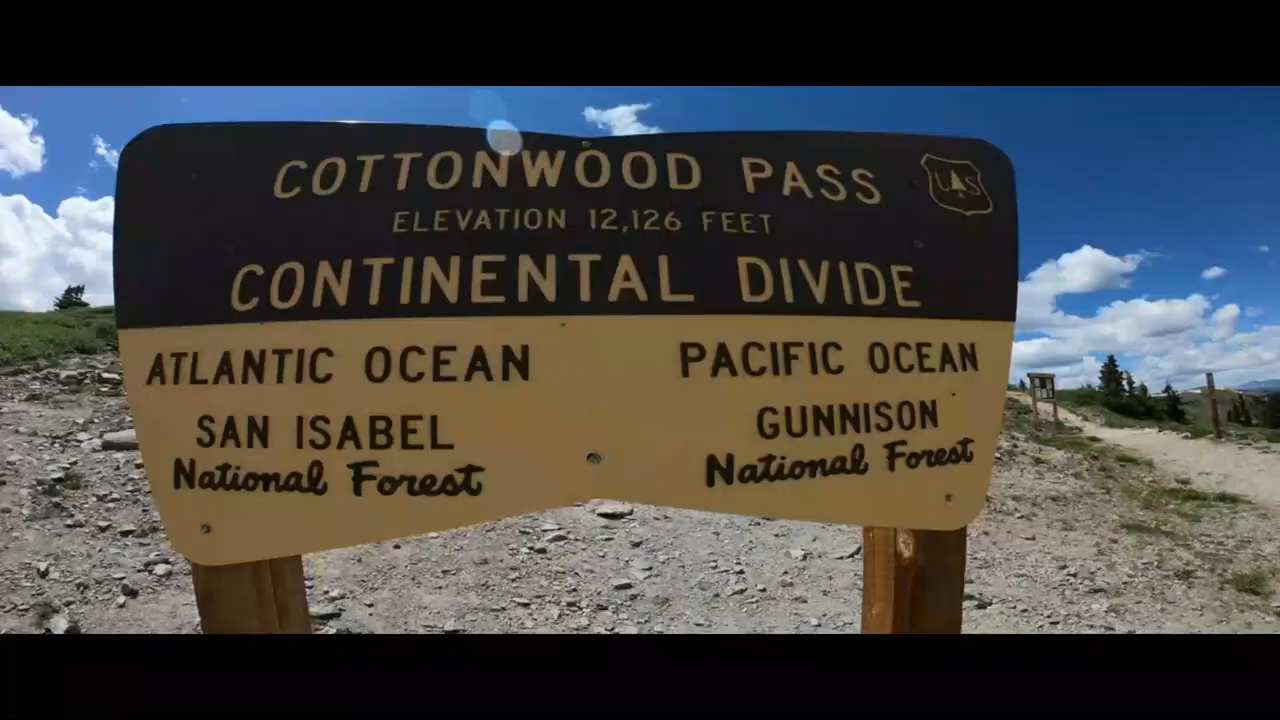 COTTONWOOD PASS
U S
ELEVATION 12,126 FEET
CONTINENTAL DIVIDE
ATLANTIC OCEAN
PACIFIC OCEAN
SAN ISABEL
National Forest
GUNNISON
National Forest